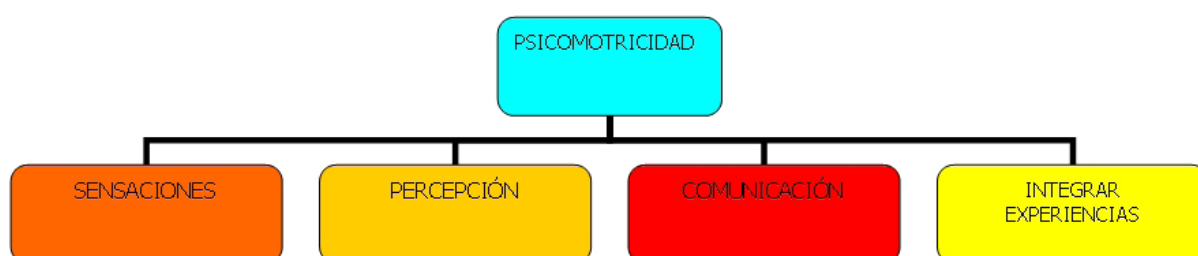 PSICOMOTRICIDAD
SENSACIONES
PERCEPCIÓN
COMUNICACIÓN
INTEGRAR
EXPERIENCIAS